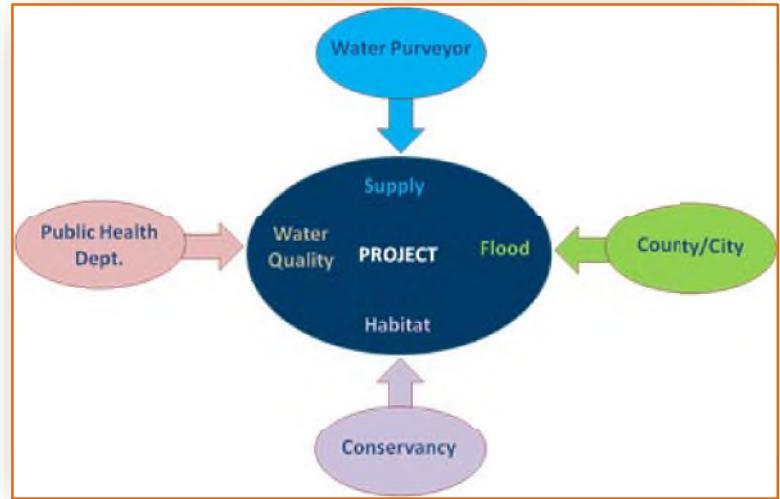 Water Purveyor
Supply
Public Health
Dept.
Water
Quality
PROJECT
Flood
County/City
Habitat
Conservancy